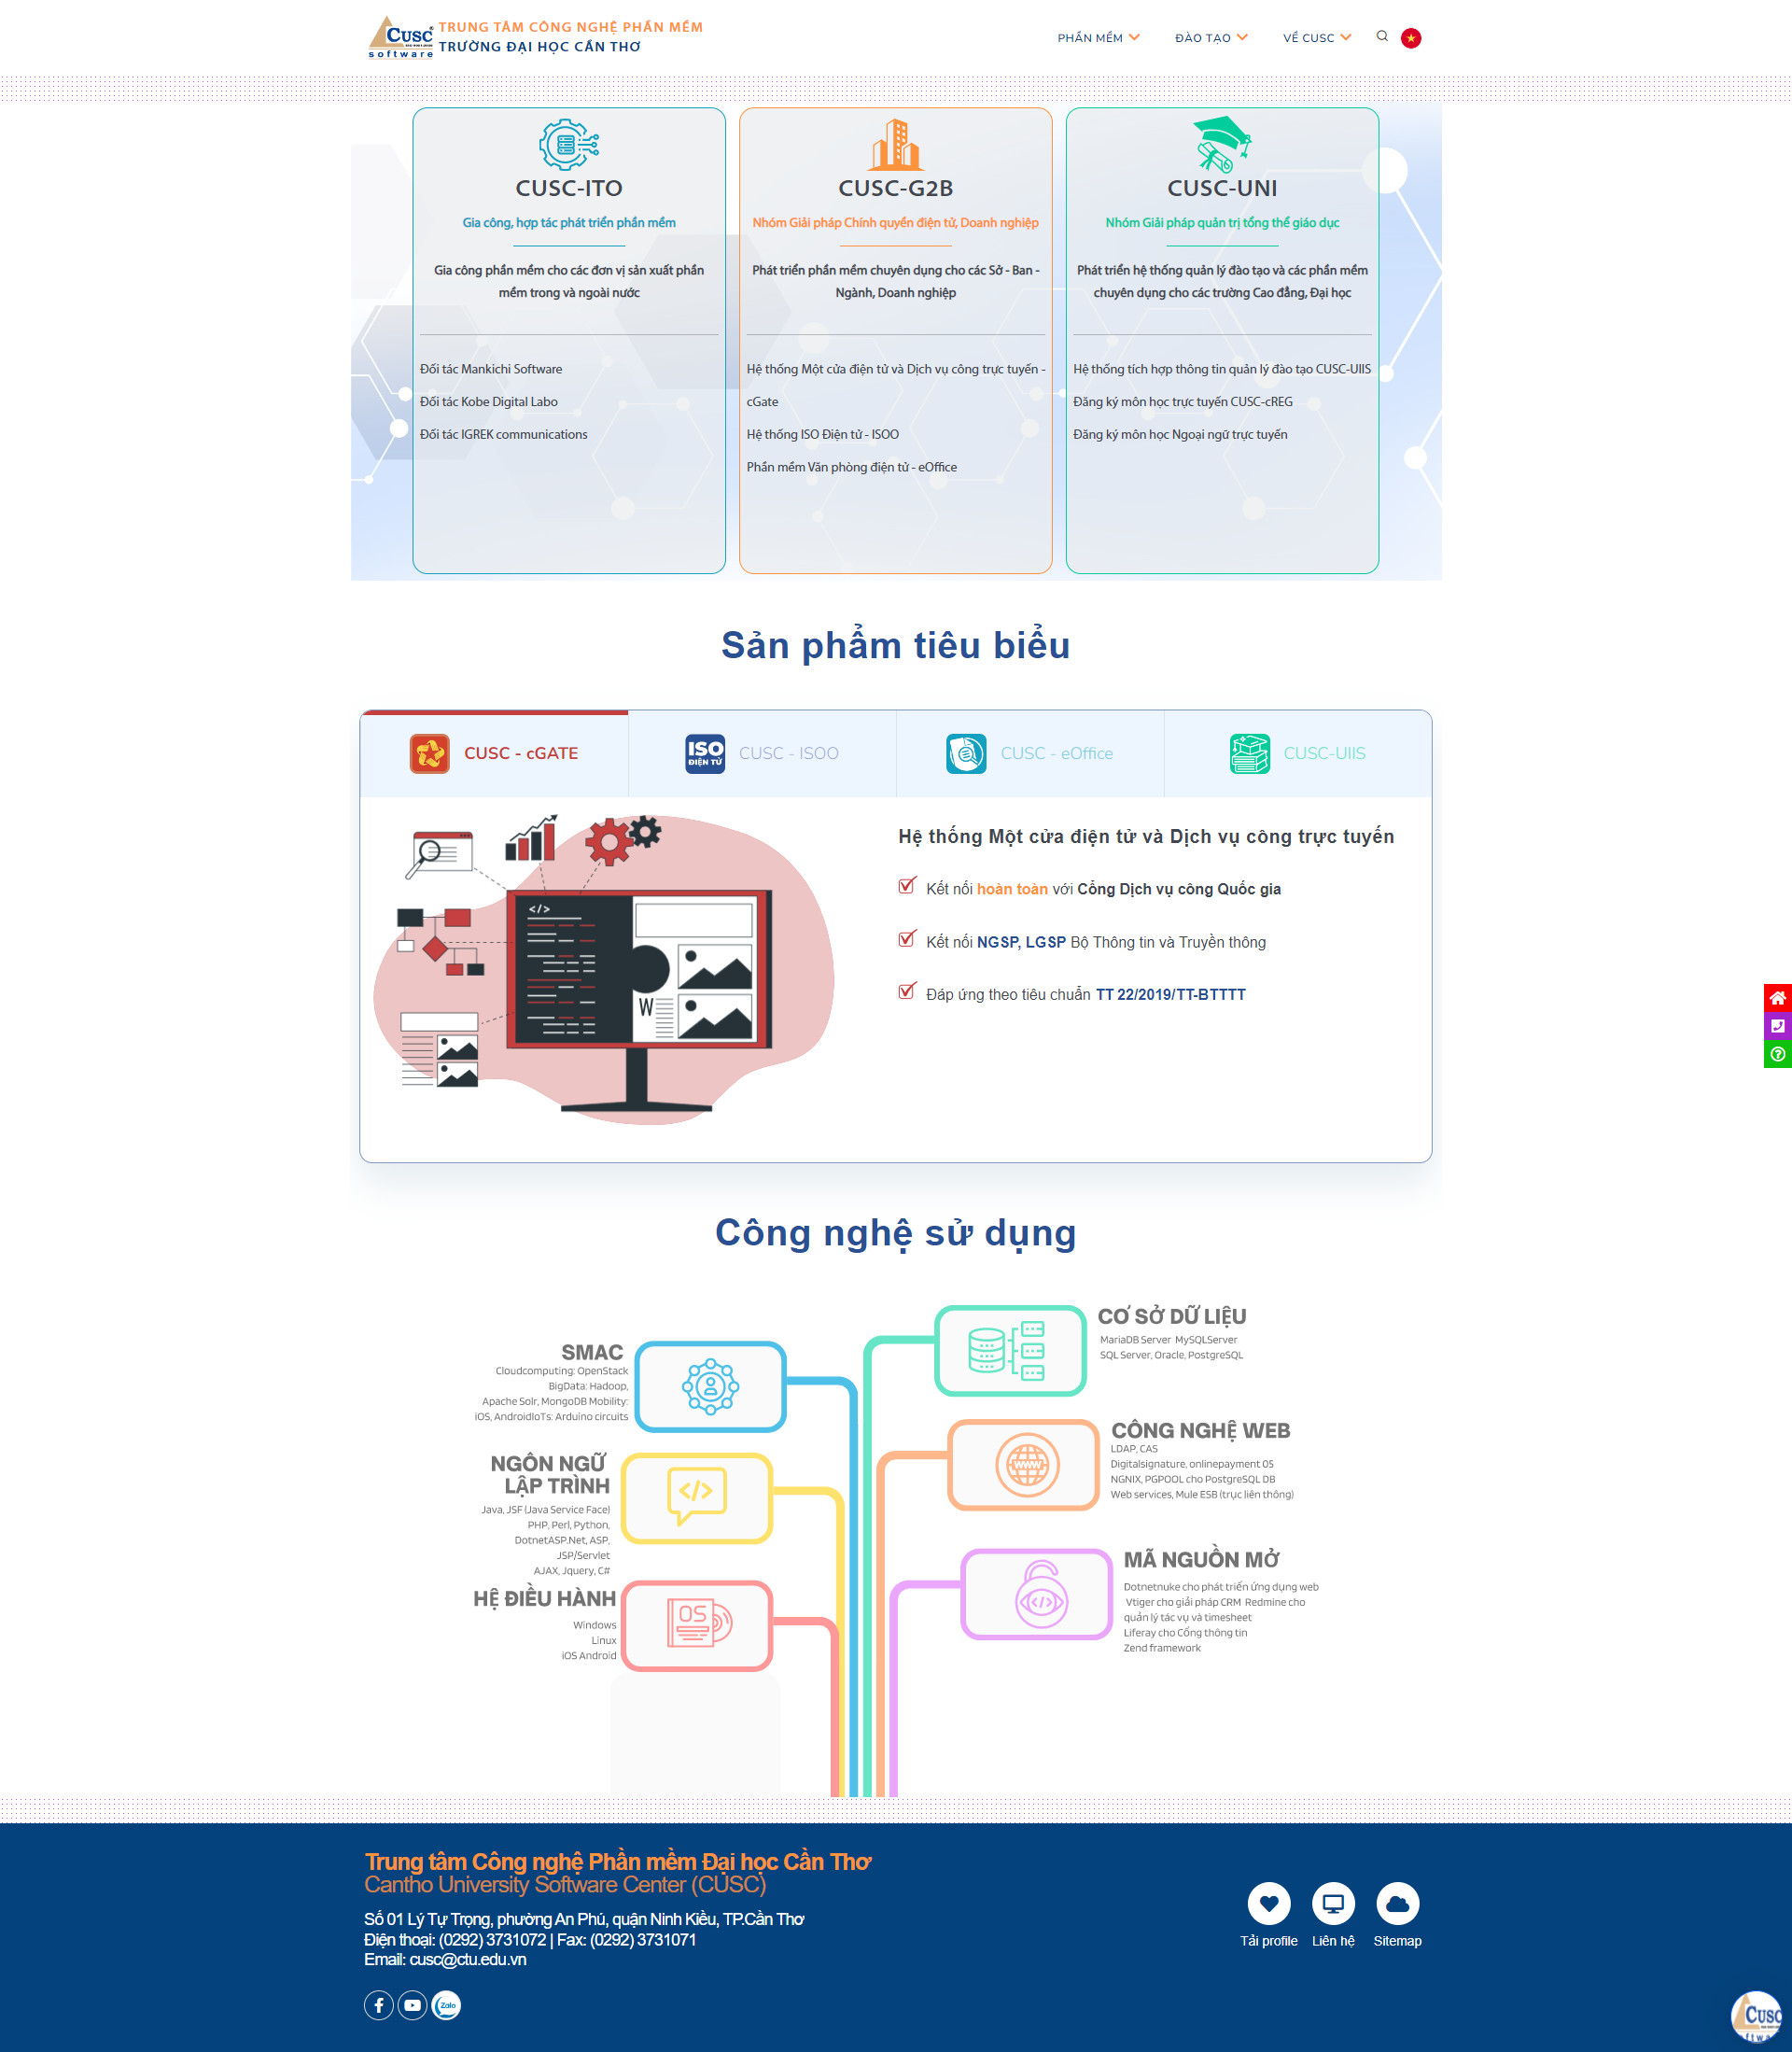 CUSC
software
TRUNG TÂM CÔNG NGHỆ PHẦN MỀM
TRƯỜNG ĐẠI HỌC CẦN THƠ
PHẦN MỀM
ĐÀO TẠO
VỀ CUSC
CUSC-ITO
Gia công, hợp tác phát triển phần mềm
Gia công phần mềm cho các đơn vị sản xuất phần
mềm trong và ngoài nước
Đối tác Mankichi Software
Đối tác Kobe Digital Labo
Đối tác IGREK communications
CUSC-G2B
Nhóm Giải pháp Chính quyền điện tử, Doanh nghiệp
Phát triển phần mềm chuyên dụng cho các Sở - Ban -
Ngành, Doanh nghiệp
Hệ thống Một cửa điện tử và Dịch vụ công trực tuyến -
cGate
Hệ thống ISO Điện tử - ISOO
Phần mềm Văn phòng điện tử - eOffice
CUSC-UNI
Nhóm Giải pháp quản trị tổng thể giáo dục
Phát triển hệ thống quản lý đào tạo và các phần mềm
chuyên dụng cho các trường Cao đẳng, Đại học
Hệ thống tích hợp thông tin quản lý đào tạo CUSC-UIIS
Đăng ký môn học trực tuyến CUSC-cREG
Đăng ký môn học Ngoại ngữ trực tuyến
Sản phẩm tiêu biểu
CUSC - cGATE
ISO
ĐIỆN TỬ
CUSC - ISOO
CUSC - eOffice
CUSC-UIIS
</>
W
Hệ thống Một cửa điện tử và Dịch vụ công trực tuyến
Kết nối hoàn toàn với Cổng Dịch vụ công Quốc gia
Kết nối NGSP, LGSP Bộ Thông tin và Truyền thông
Đáp ứng theo tiêu chuẩn TT 22/2019/TT-BTTTT
Công nghệ sử dụng
SMAC
Cloudcomputing: OpenStack
BigData: Hadoop,
Apache Solr, MongoDB Mobility:
iOS, AndroidIoTs: Arduino circuits
NGÔN NGỮ
LẬP TRÌNH
Java, JSF (Java Service Face)
PHP, Perl, Python,
DotnetASP.Net, ASP,
JSP/Servlet
AJAX, Jquery, C#
</>
HỆ ĐIỀU HÀNH
Windows
Linux
iOS Android
OS
CƠ SỞ DỮ LIỆU
MariaDB Server MySQLServer
SQL Server, Oracle, PostgreSQL
WWW
CÔNG NGHỆ WEB
LDAP, CAS
Digitalsignature, onlinepayment 05
NGNIX, PGPOOL cho PostgreSQL DB
Web services, Mule ESB (trục liên thông)
</>
MÃ NGUỒN MỞ
Dotnetnuke cho phát triển ứng dụng web
Vtiger cho giải pháp CRM Redmine cho
quản lý tác vụ và timesheet
Liferay cho Cổng thông tin
Zend framework
Trung tâm Công nghệ Phần mềm Đại học Cần Thơ
Cantho University Software Center (CUSC)
Số 01 Lý Tự Trọng, phường An Phú, quận Ninh Kiều, TP.Cần Thơ
Điện thoại: (0292) 3731072 | Fax: (0292) 3731071
Email: cusc@ctu.edu.vn
Zalo
Tải profile
Liên hệ
Sitemap
CUSC